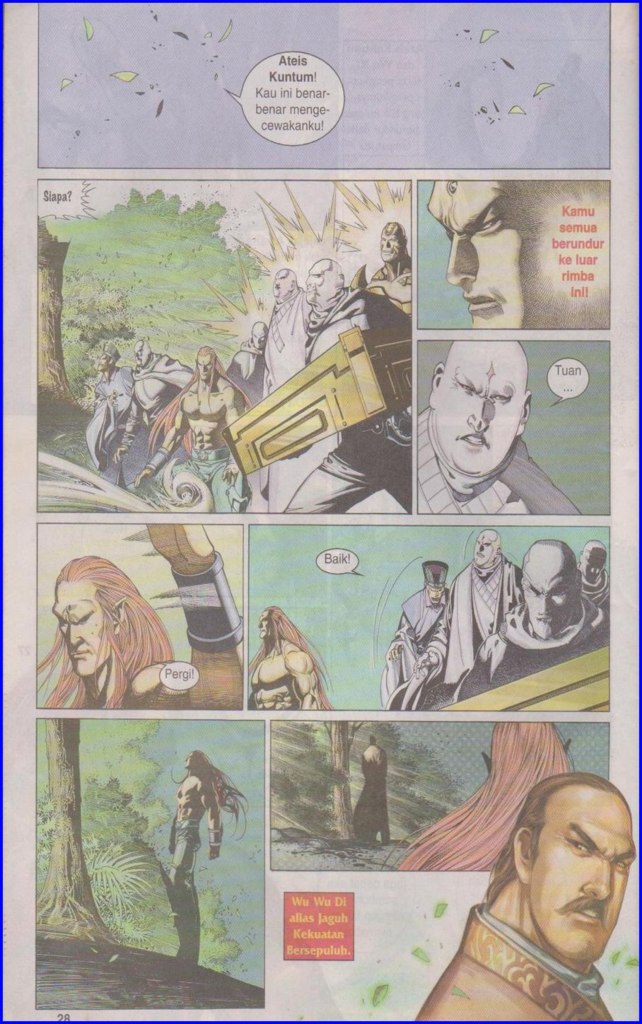 Ateis
Kuntum!
Kau ini benar-
benar menge-
cewakanku!
Siapa?
Kamu
semua
berundur
ke luar
rimba
ini!
Tuan
...
Pergi!
Baik!
Wu Wu Di
alias Jaguh
Kekuatan
Bersepuluh.
28